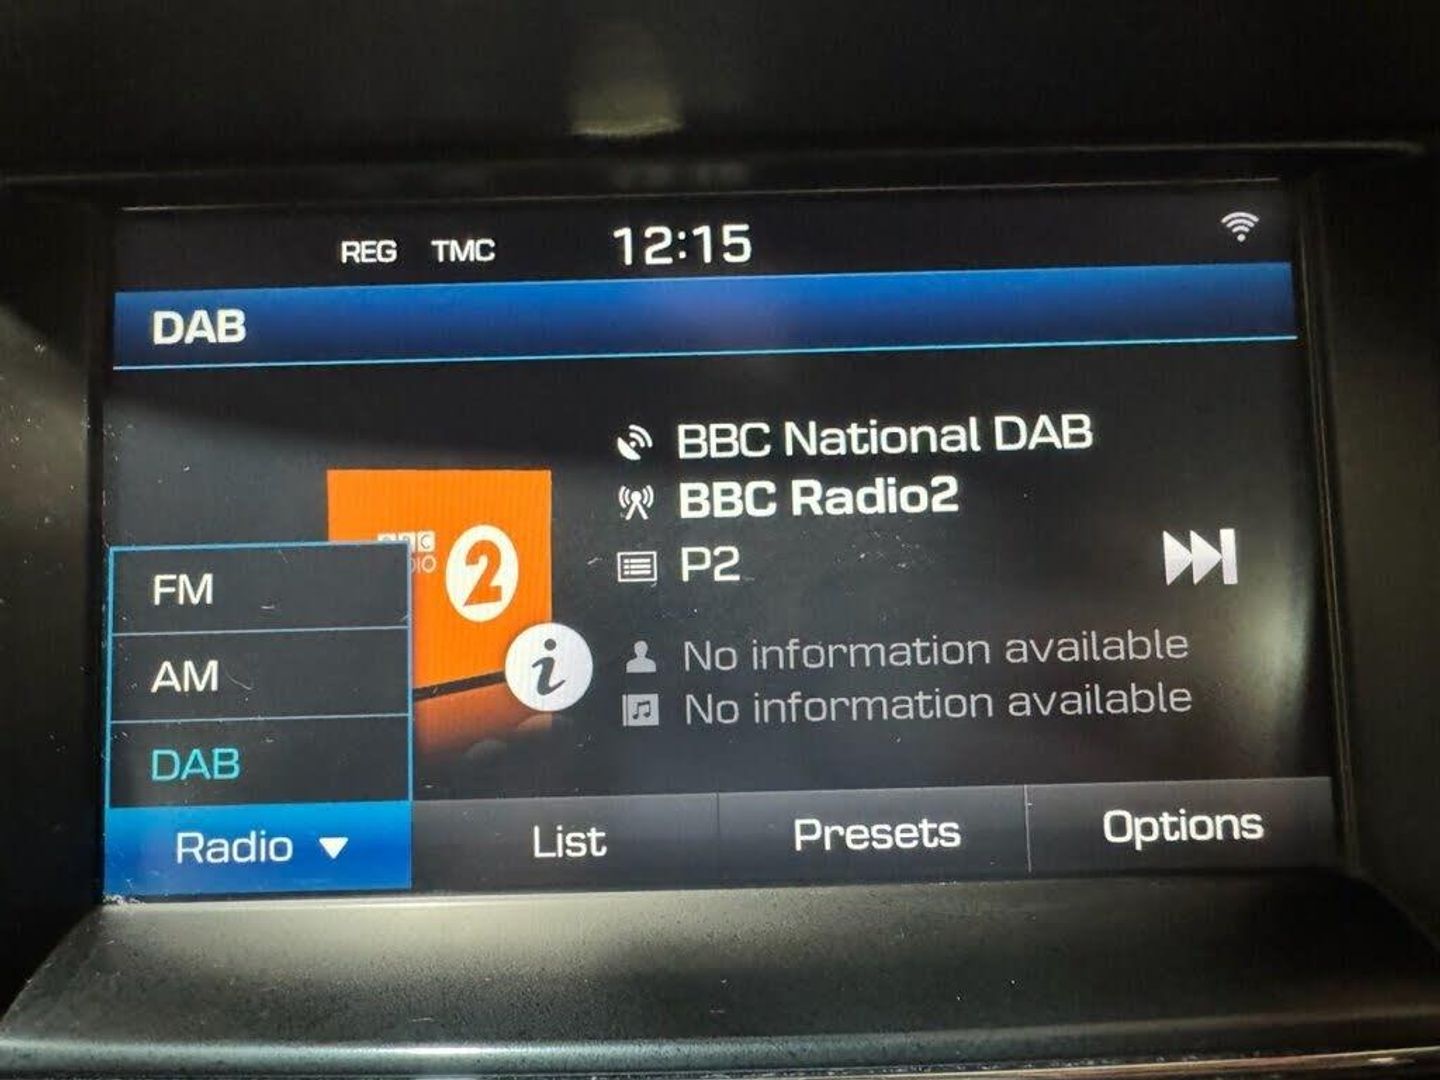 REG TMC 12:15
DAB
BBC National DAB
BBC Radio2
P2
No information available
No information available
2
i
FM
AM
DAB
Radio
List
Presets
Options